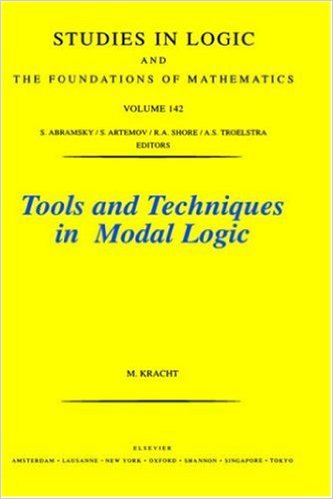 STUDIES IN LOGIC
AND
THE FOUNDATIONS OF MATHEMATICS
VOLUME 142
S. ABRAMSKY / S. ARTEMOV / R.A. SHORE / A.S. TROELSTRA
EDITORS
Tools and Techniques
in Modal Logic
M. KRACHT
ELSEVIER
AMSTERDAM – LAUSANNE – NEW YORK – OXFORD – SHANNON – SINGAPORE – TOKYO